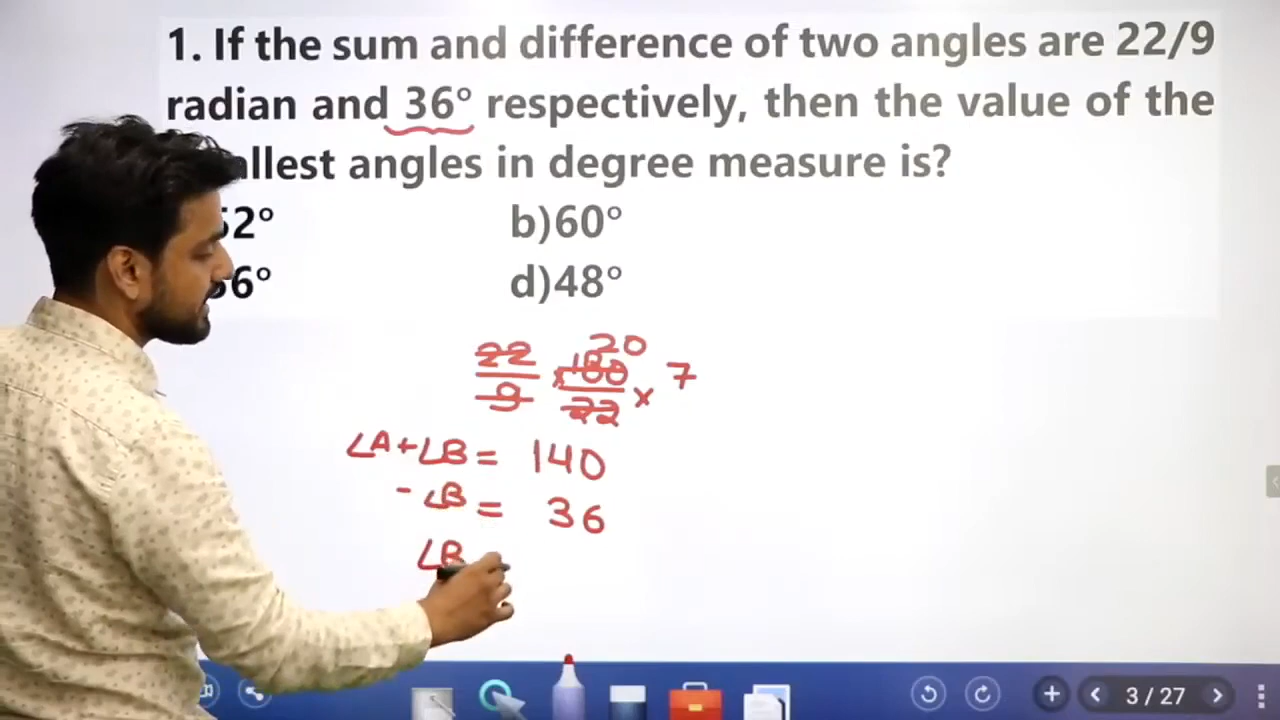 1. If the sum and difference of two angles are 22/9
radian and 36° respectively, then the value of the
allest angles in degree measure is?
52° b)60°
6° d)48°
20
22/9 × 180/22 × 7
∠A+∠B = 140
- ∠B = 36
∠B
3 / 27